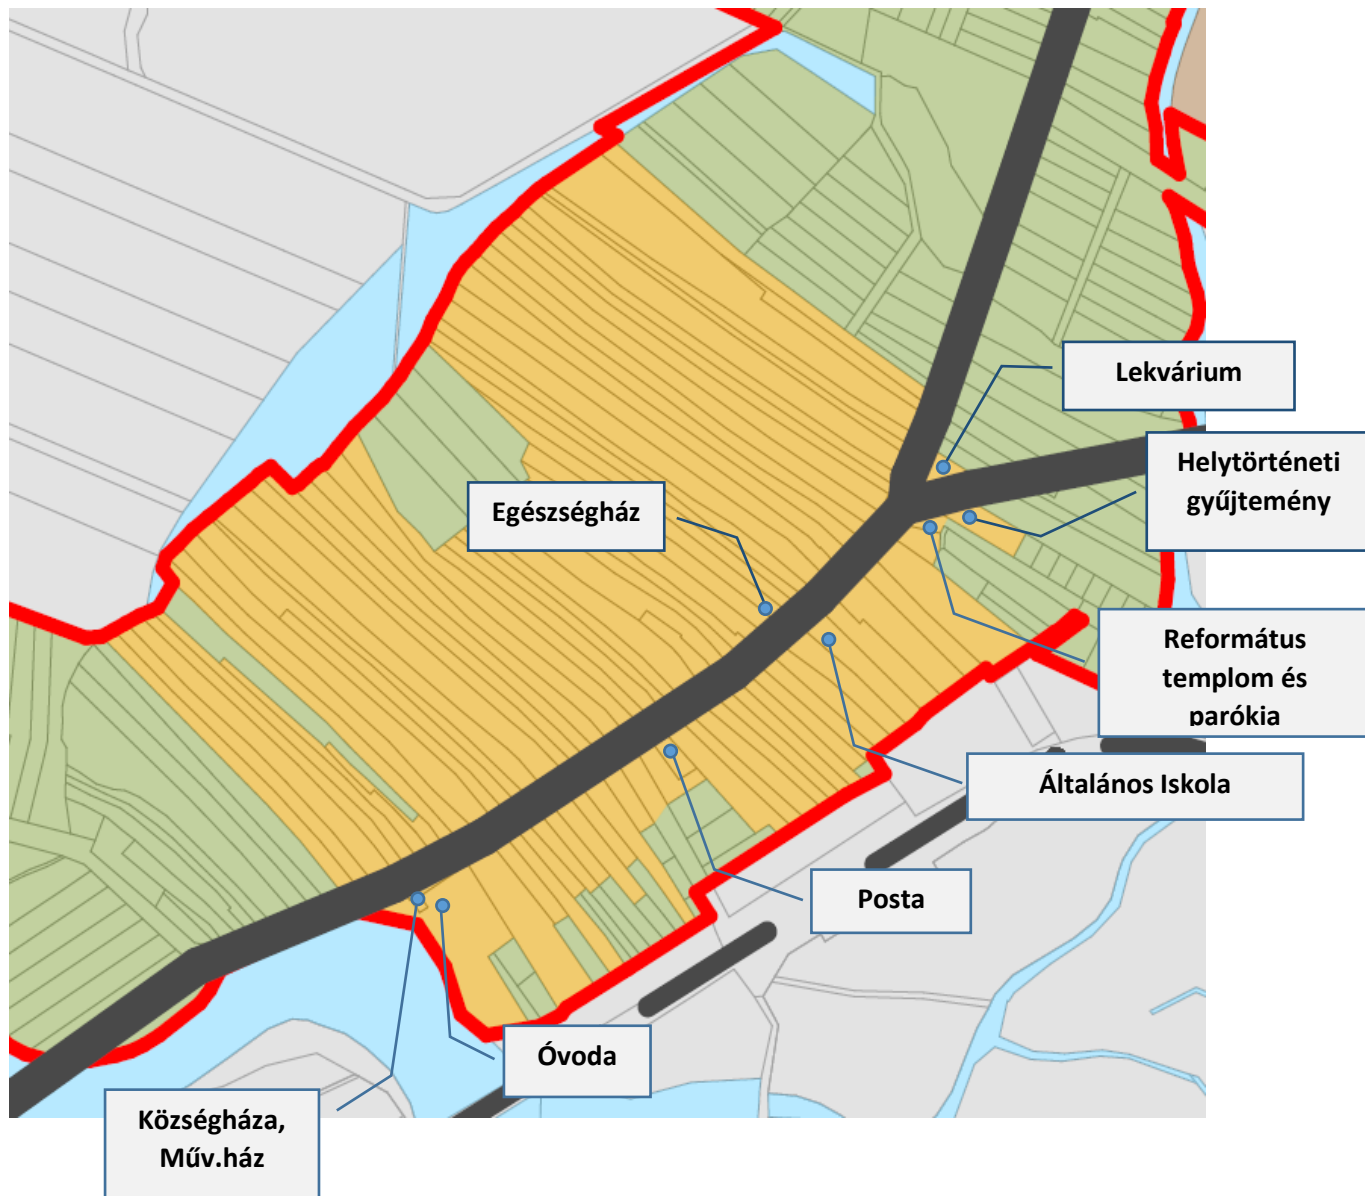 Lekvárium
Helytörténeti
gyűjtemény
Egészségház
Református
templom és
parókia
Általános Iskola
Posta
Óvoda
Községháza,
Műv.ház